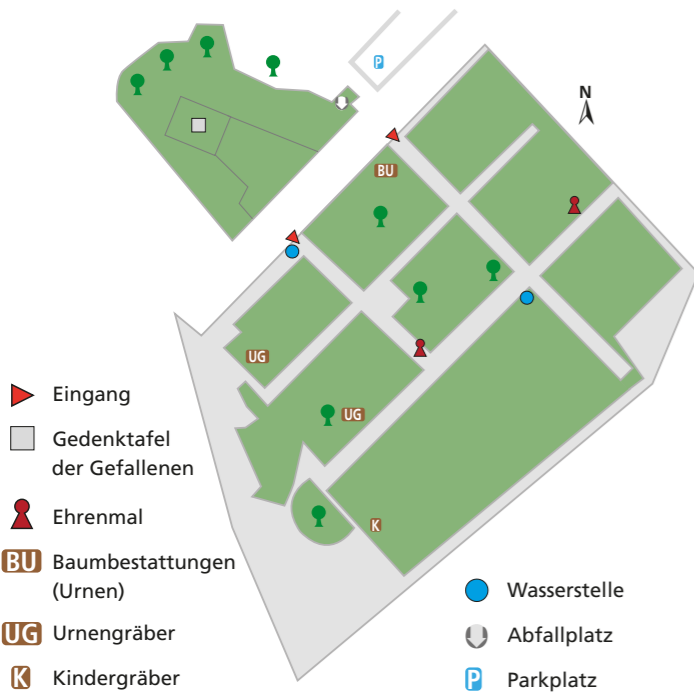 P
N
BU
UG
UG
K
Eingang
Gedenktafel
der Gefallenen
Ehrenmal
BU Baumbestattungen
(Urnen)
UG Urnengräber
K Kindergräber
Wasserstelle
Abfallplatz
P Parkplatz